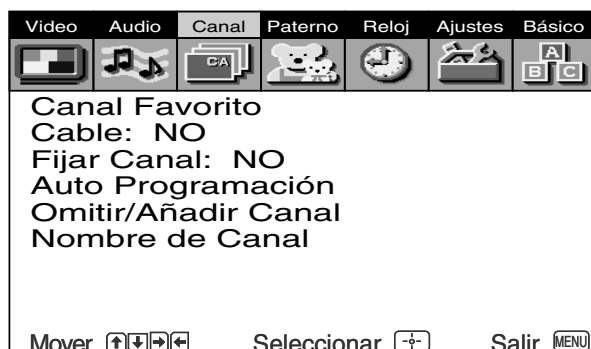 Video Audio Canal Paterno Reloj Ajustes Básico
CA A B C
Canal Favorito
Cable: NO
Fijar Canal: NO
Auto Programación
Omitir/Añadir Canal
Nombre de Canal
Mover Seleccionar Salir MENU